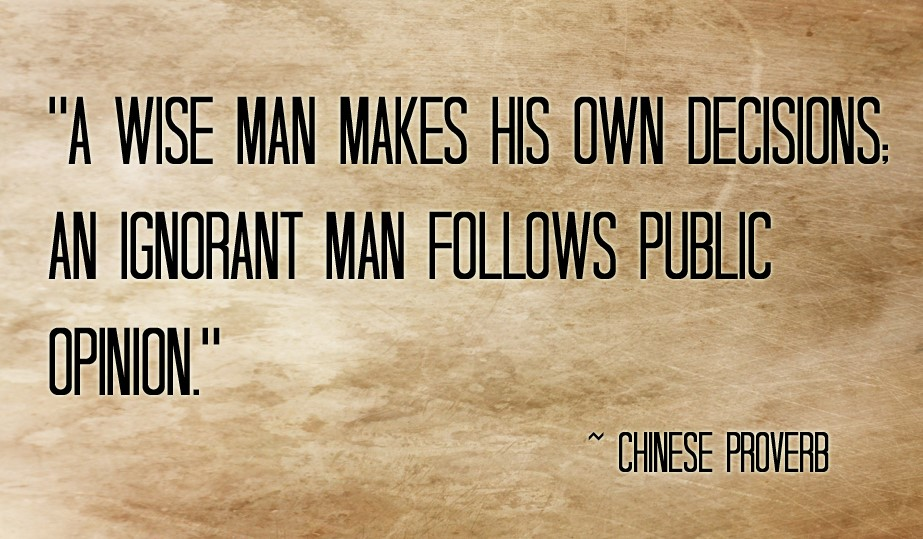 "A WISE MAN MAKES HIS OWN DECISIONS;
AN IGNORANT MAN FOLLOWS PUBLIC
OPINION."
~ CHINESE PROVERB